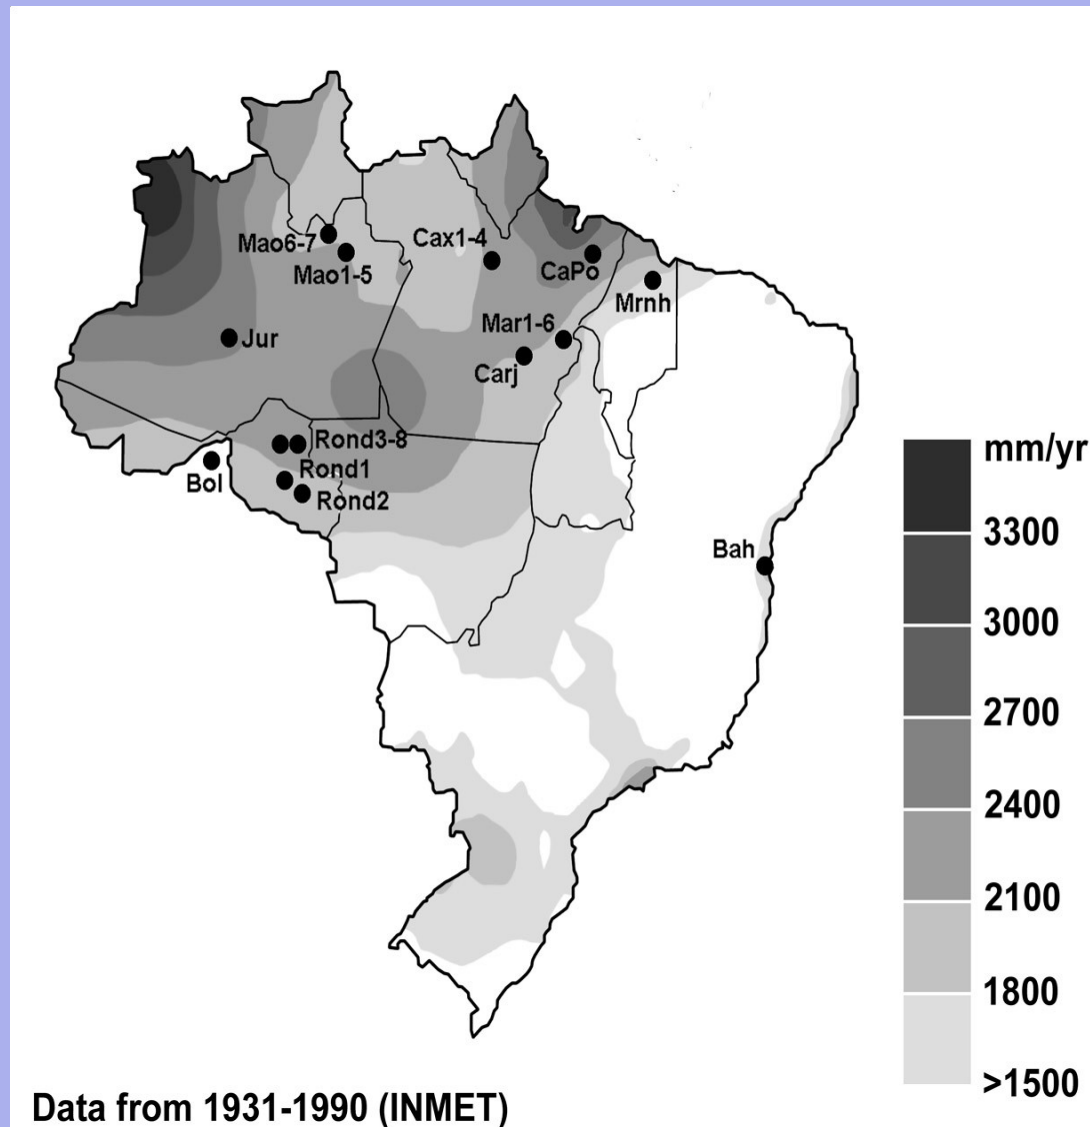 Mao6-7
Mao1-5
Cax1-4
CaPo
Mrnh
Mar1-6
Carj
Jur
Rond3-8
Rond1
Rond2
Bol
Bah
mm/yr
3300
3000
2700
2400
2100
1800
>1500
Data from 1931-1990 (INMET)